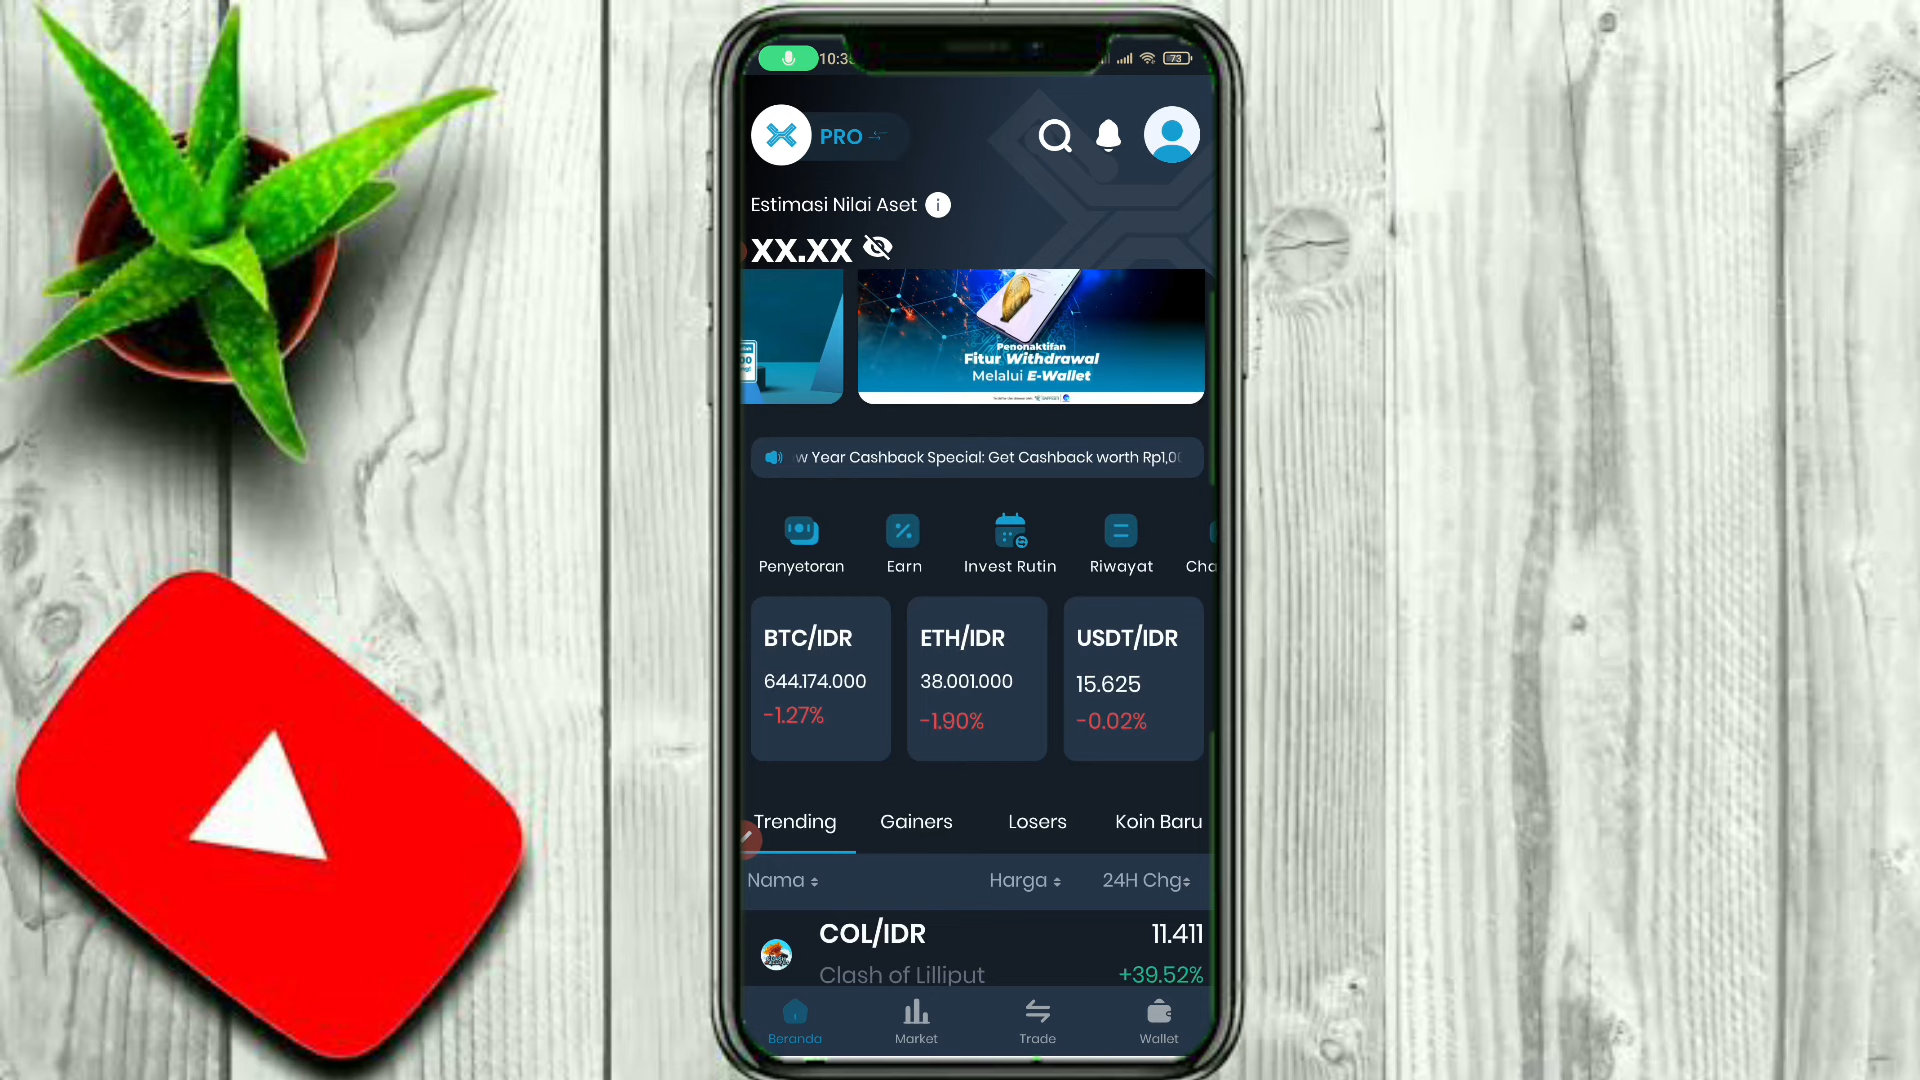 10:3
73
PRO
Estimasi Nilai Aset i
XX.XX
Penonaktifan
Fitur Withdrawal
Melalui E-Wallet
w Year Cashback Special: Get Cashback worth Rp1,00
Penyetoran Earn Invest Rutin Riwayat Cha
BTC/IDR ETH/IDR USDT/IDR
644.174.000 38.001.000 15.625
-1.27% -1.90% -0.02%
Trending Gainers Losers Koin Baru
Nama Harga 24H Chg
COL/IDR 11.411
Clash of Lilliput +39.52%
Beranda Market Trade Wallet